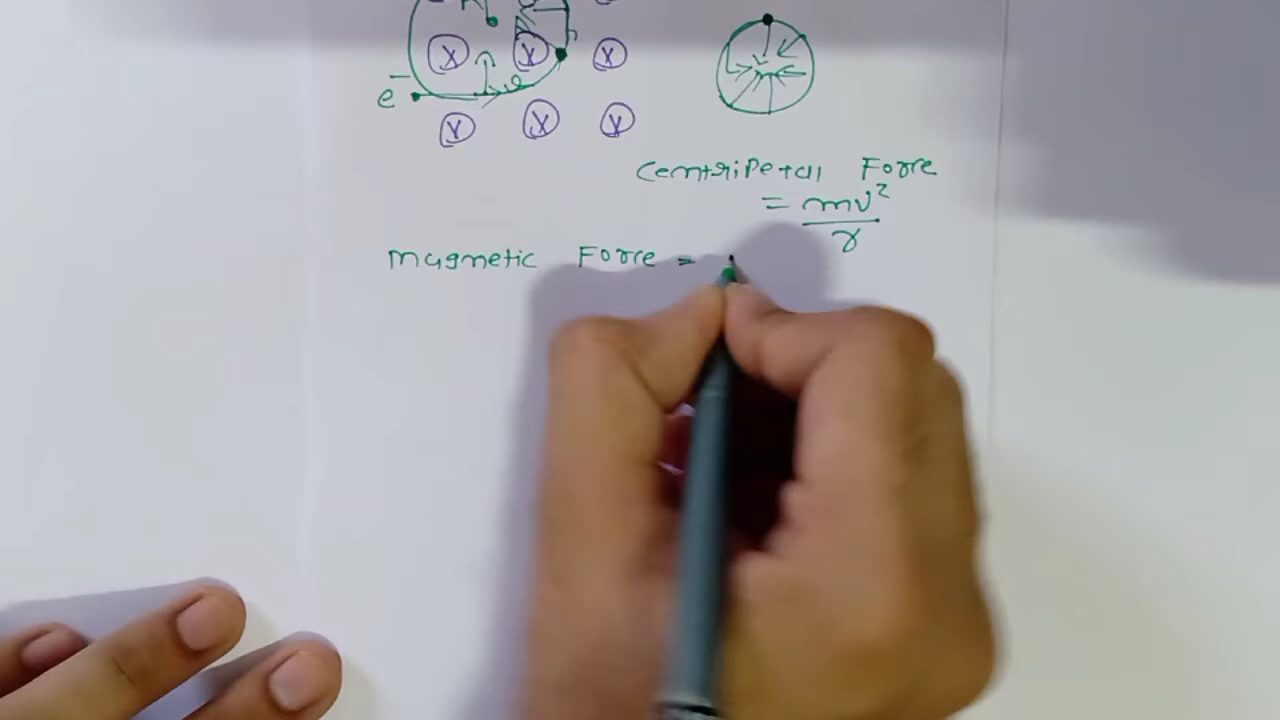 X X X
e-
X X X
Centripetal Force
= mv²
r
Magnetic Force =